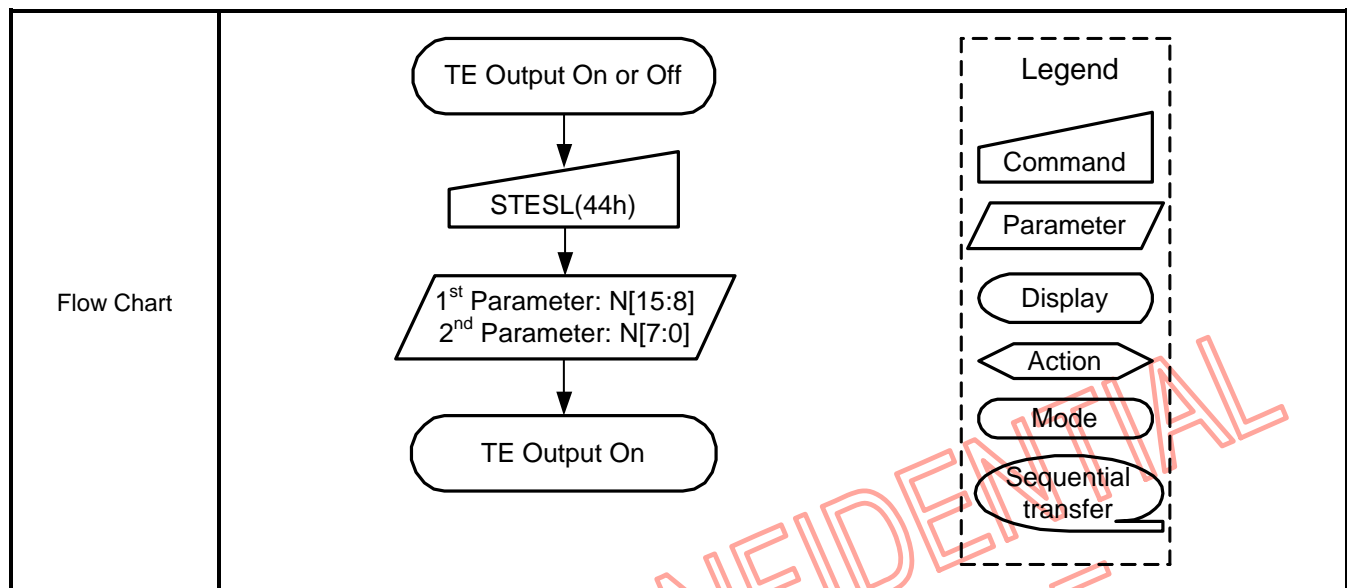 Flow Chart
TE Output On or Off
STESL(44h)
1st Parameter: N[15:8]
2nd Parameter: N[7:0]
TE Output On
Legend
Command
Parameter
Display
Action
Mode
Sequential
transfer